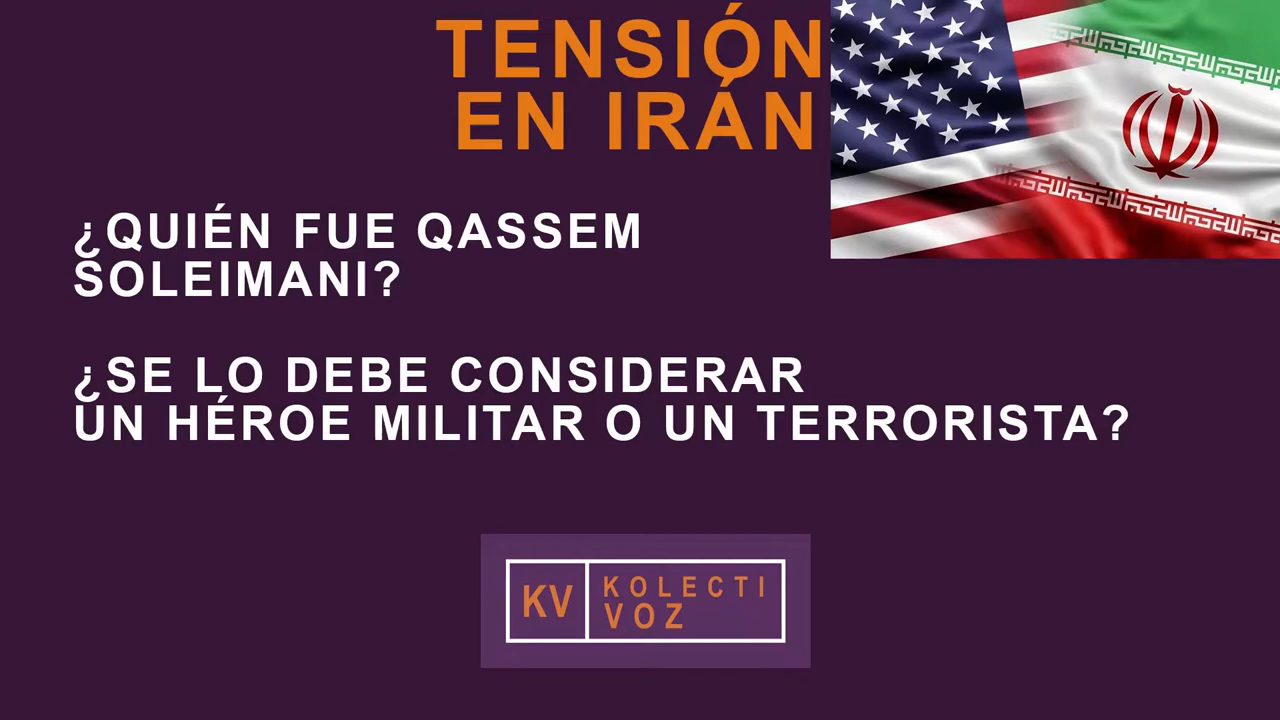 TENSIÓN
EN IRÁN
¿QUIÉN FUE QASSEM
SOLEIMANI?
¿SE LO DEBE CONSIDERAR
UN HÉROE MILITAR O UN TERRORISTA?
KV
KOLECTI
VOZ